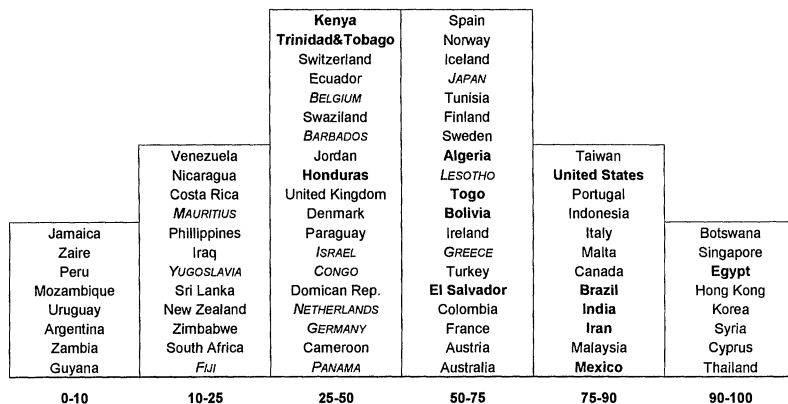 Jamaica
Zaire
Peru
Mozambique
Uruguay
Argentina
Zambia
Guyana
0-10
Venezuela
Nicaragua
Costa Rica
MAURITIUS
Phillippines
Iraq
YUGOSLAVIA
Sri Lanka
New Zealand
Zimbabwe
South Africa
FIJI
10-25
Kenya
Trinidad&Tobago
Switzerland
Ecuador
BELGIUM
Swaziland
BARBADOS
Jordan
Honduras
United Kingdom
Denmark
Paraguay
ISRAEL
CONGO
Domican Rep.
NETHERLANDS
GERMANY
Cameroon
PANAMA
25-50
Spain
Norway
Iceland
JAPAN
Tunisia
Finland
Sweden
Algeria
LESOTHO
Togo
Bolivia
Ireland
GREECE
Turkey
El Salvador
Colombia
France
Austria
Australia
50-75
Taiwan
United States
Portugal
Indonesia
Italy
Malta
Canada
Brazil
India
Iran
Malaysia
Mexico
75-90
Botswana
Singapore
Egypt
Hong Kong
Korea
Syria
Cyprus
Thailand
90-100